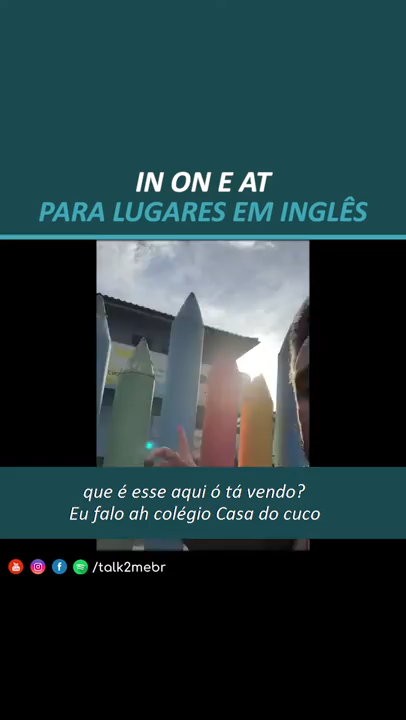 IN ON E AT
PARA LUGARES EM INGLÊS
que é esse aqui ó tá vendo?
Eu falo ah colégio Casa do cuco
/talk2mebr